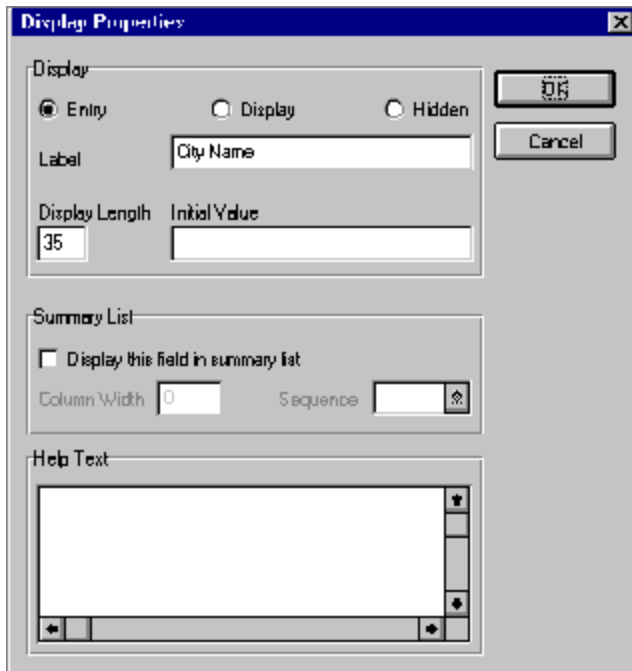 Display Properties
Display
OK
Entry Display Hidden
Cancel
Label City Name
Display Length Initial Value
35
Summary List
Display this field in summary list
Column Width 0 Sequence
Help Text